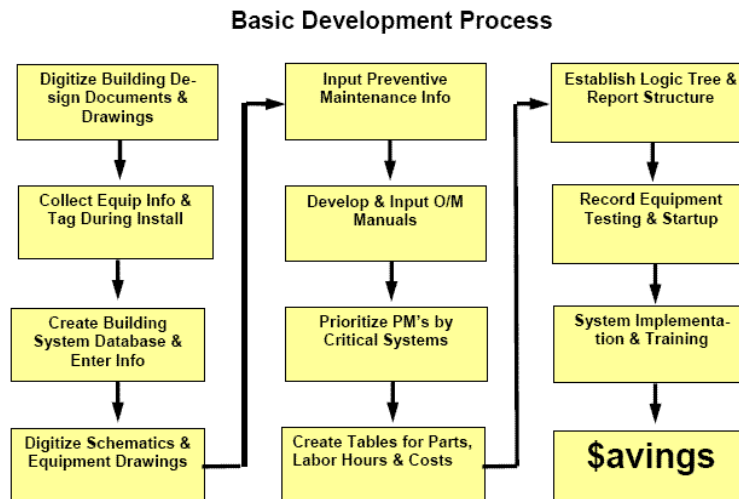 Basic Development Process
Digitize Building De-
sign Documents &
Drawings
Collect Equip Info &
Tag During Install
Create Building
System Database &
Enter Info
Digitize Schematics &
Equipment Drawings
Input Preventive
Maintenance Info
Develop & Input O/M
Manuals
Prioritize PM's by
Critical Systems
Create Tables for Parts,
Labor Hours & Costs
Establish Logic Tree &
Report Structure
Record Equipment
Testing & Startup
System Implementa-
tion & Training
$avings